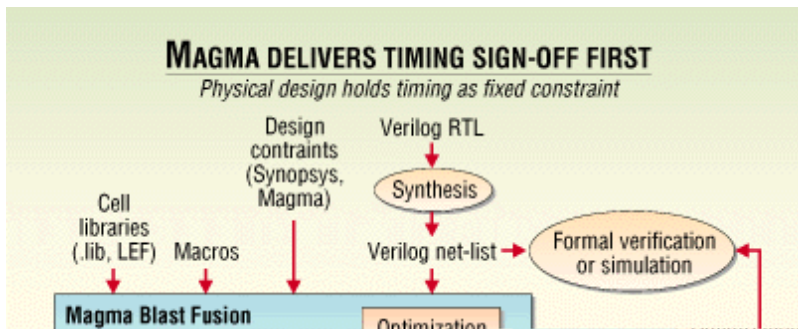 MAGMA DELIVERS TIMING SIGN-OFF FIRST
Physical design holds timing as fixed constraint
Design
contraints
(Synopsys,
Magma)
Verilog RTL
Synthesis
Cell
libraries
(.lib, LEF)
Macros
Verilog net-list
Formal verification
or simulation
Magma Blast Fusion
Optimization